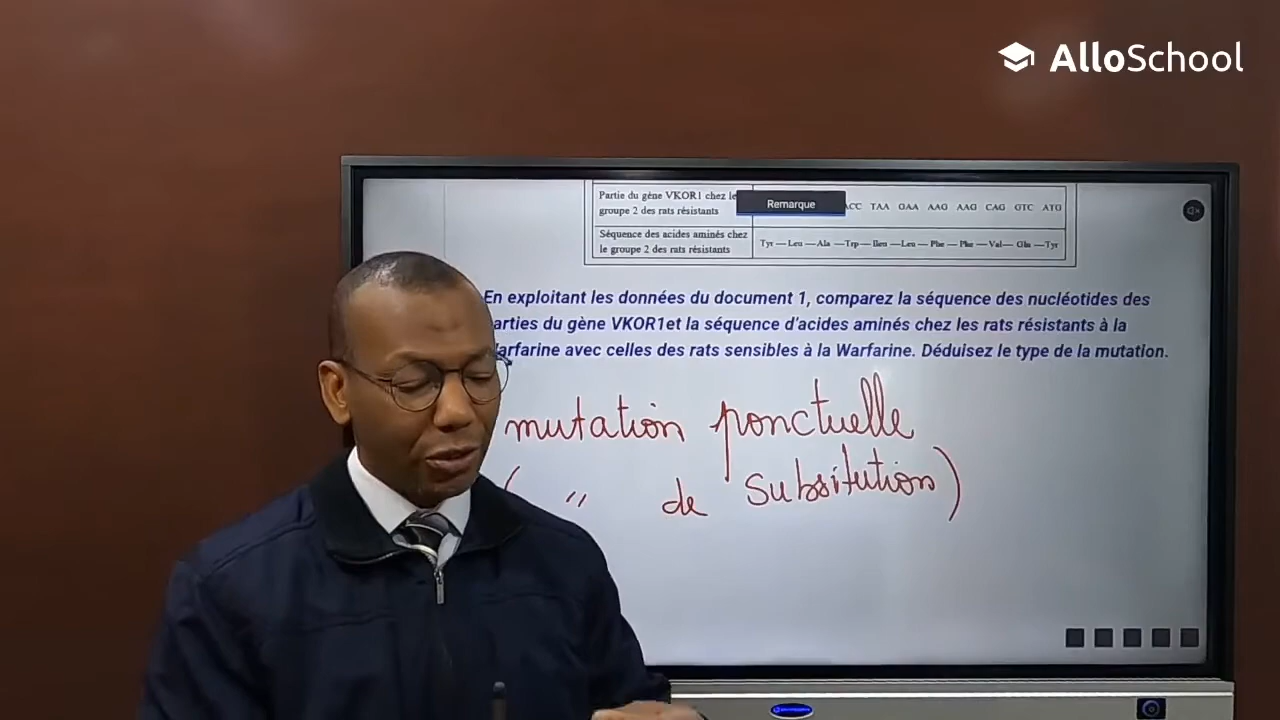 AlloSchool
Partie du gène VKOR1 chez le
groupe 2 des rats résistants
Remarque
ACC TAA GAA AAG AAG CAG GTC ATG
Séquence des acides aminés chez
le groupe 2 des rats résistants
Tyr — Leu — Ala — Trp — Ileu — Leu — Phe — Phe — Val — Gln — Tyr
En exploitant les données du document 1, comparez la séquence des nucléotides des
arties du gène VKOR1et la séquence d'acides aminés chez les rats résistants à la
arfarine avec celles des rats sensibles à la Warfarine. Déduisez le type de la mutation.
mutation ponctuelle
( " de Subsitution)